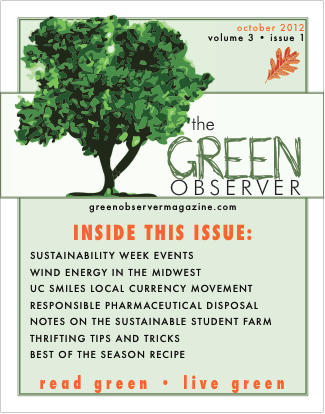 october 2012
volume 3 • issue 1
the
GREEN
OBSERVER
greenobservermagazine.com
INSIDE THIS ISSUE:
SUSTAINABILITY WEEK EVENTS
WIND ENERGY IN THE MIDWEST
UC SMILES LOCAL CURRENCY MOVEMENT
RESPONSIBLE PHARMACEUTICAL DISPOSAL
NOTES ON THE SUSTAINABLE STUDENT FARM
THRIFTING TIPS AND TRICKS
BEST OF THE SEASON RECIPE
read green • live green